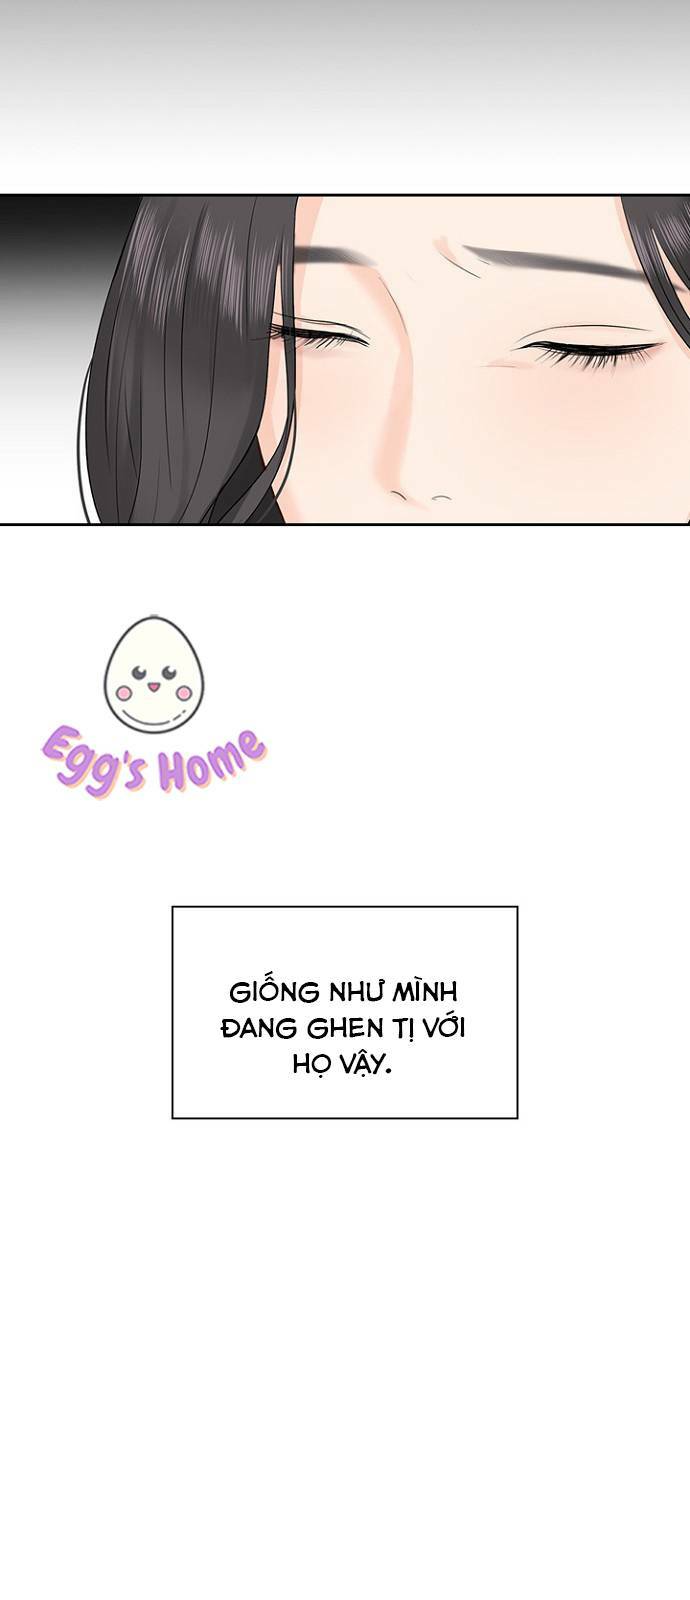 Egg's Home
GIỐNG NHƯ MÌNH
ĐANG GHEN TỊ VỚI
HỌ VẬY.